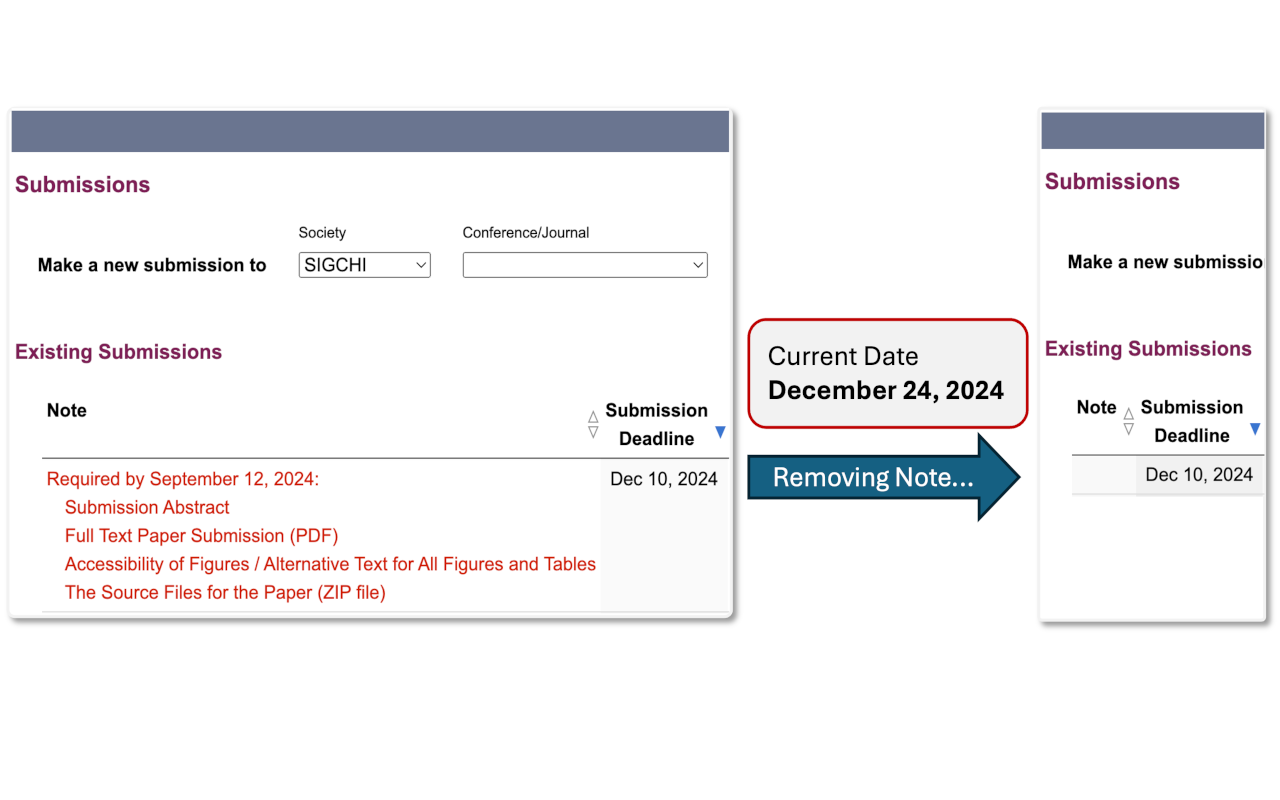 Submissions
Society
Conference/Journal
Make a new submission to
SIGCHI
Existing Submissions
Note
Submission
Deadline
Required by September 12, 2024:
Submission Abstract
Full Text Paper Submission (PDF)
Accessibility of Figures / Alternative Text for All Figures and Tables
The Source Files for the Paper (ZIP file)
Dec 10, 2024
Current Date
December 24, 2024
Removing Note...
Submissions
Make a new submissio
Existing Submissions
Note
Submission
Deadline
Dec 10, 2024